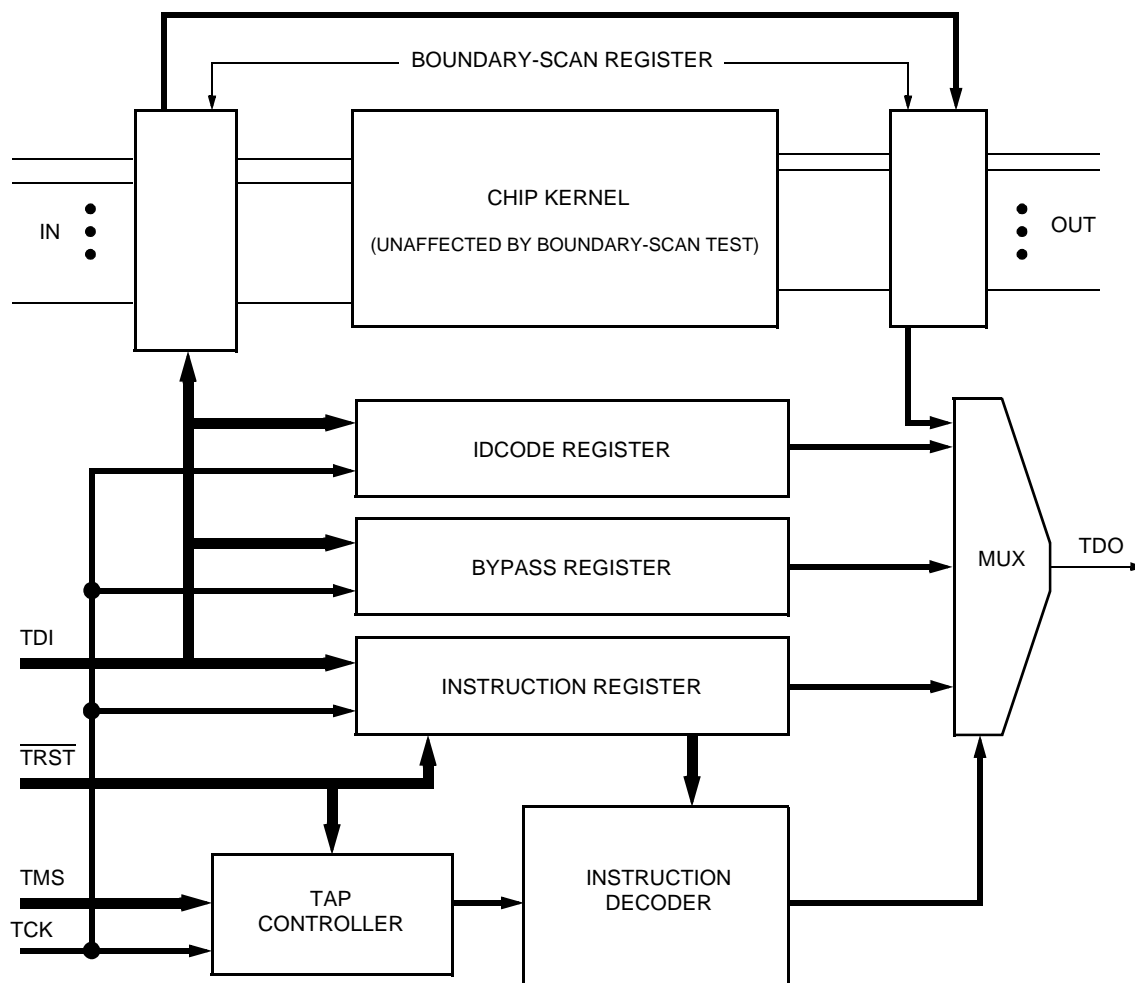 BOUNDARY-SCAN REGISTER
CHIP KERNEL
(UNAFFECTED BY BOUNDARY-SCAN TEST)
IN
OUT
IDCODE REGISTER
BYPASS REGISTER
MUX
TDO
TDI
INSTRUCTION REGISTER
TRST
TMS
TAP
CONTROLLER
INSTRUCTION
DECODER
TCK